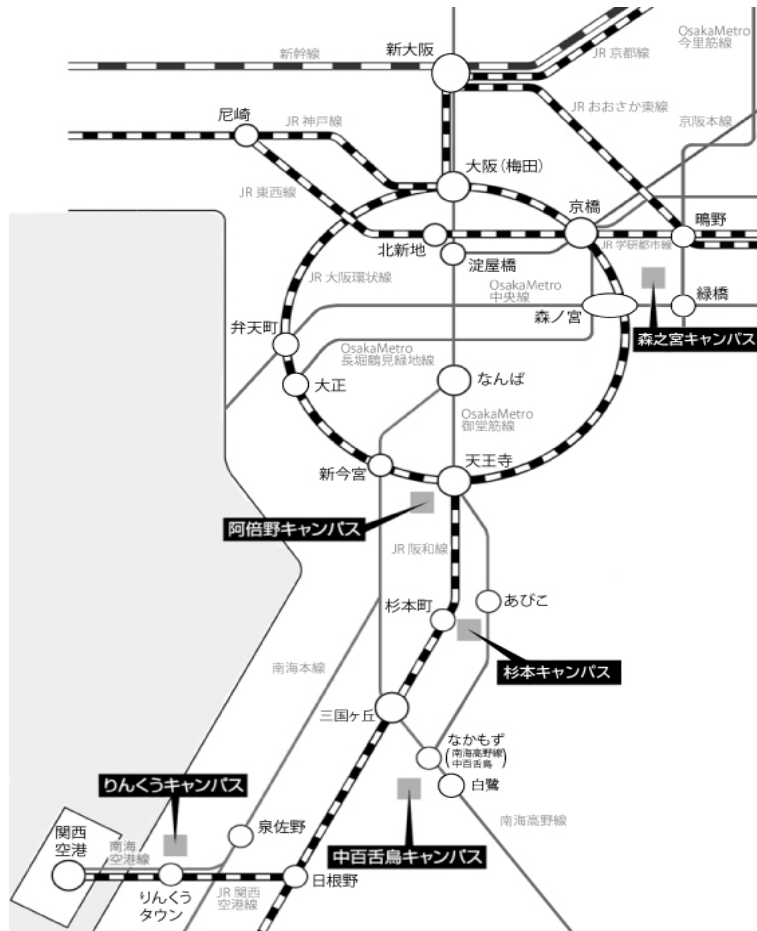 新大阪
OsakaMetro
今里筋線
新幹線
JR 京都線
尼崎
JR 神戸線
JR おおさか東線
京阪本線
大阪（梅田）
JR 東西線
京橋
鴫野
北新地
淀屋橋
JR 学研都市線
JR 大阪環状線
OsakaMetro
中央線
緑橋
森ノ宮
弁天町
森之宮キャンパス
OsakaMetro
長堀鶴見緑地線
大正
なんば
OsakaMetro
御堂筋線
新今宮
天王寺
阿倍野キャンパス
JR 阪和線
杉本町
あびこ
南海本線
杉本キャンパス
三国ヶ丘
なかもず
(南海高野線)
中百舌鳥
白鷺
りんくうキャンパス
泉佐野
南海高野線
関西
空港
南海
空港線
中百舌鳥キャンパス
りんくう
タウン
JR 関西
空港線
日根野